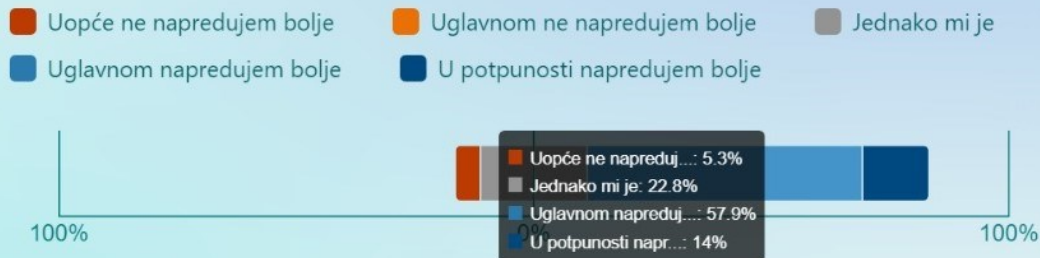 Uopće ne napredujem bolje Uglavnom ne napredujem bolje Jednako mi je
Uglavnom napredujem bolje U potpunosti napredujem bolje
Uopće ne napreduj...: 5.3%
Jednako mi je: 22.8%
Uglavnom napreduj...: 57.9%
U potpunosti napr...: 14%
100% 0% 100%